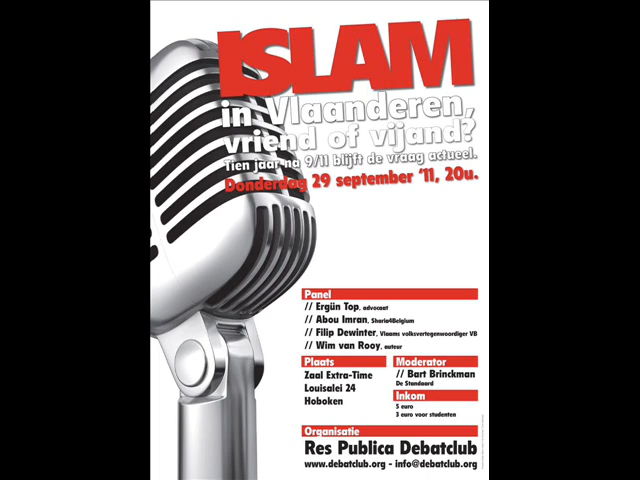 ISLAM
in Vlaanderen,
vriend of vijand?
Tien jaar na 9/11 blijft de vraag actueel.
Donderdag 29 september '11, 20u.
Panel
// Ergün Top, advocaat
// Abou Imran, Sharia4Belgium
// Filip Dewinter, Vlaams volksvertegenwoordiger VB
// Wim van Rooy, auteur
Plaats
Zaal Extra-Time
Louisalei 24
Hoboken
Moderator
// Bart Brinckman
De Standaard
Inkom
5 euro
3 euro voor studenten
Organisatie
Res Publica Debatclub
www.debatclub.org - info@debatclub.org